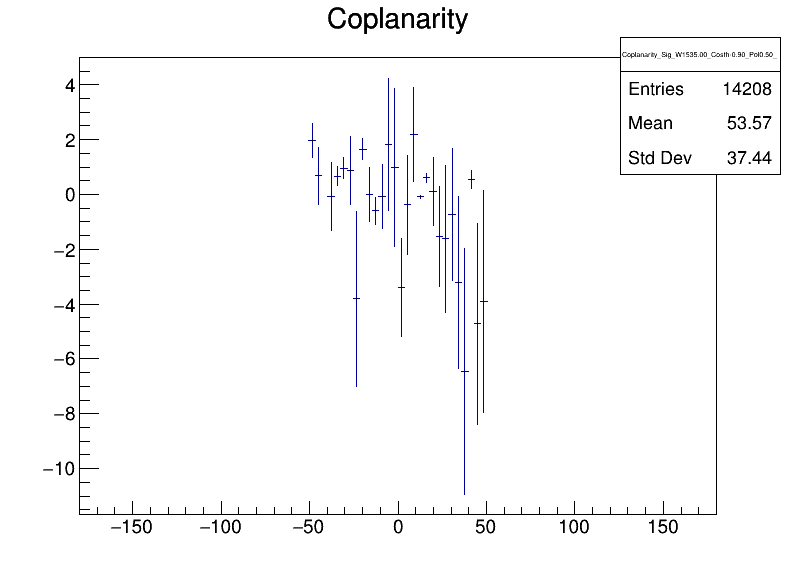 Coplanarity
Coplanarity_Sig_W1535.00_Costh-0.90_Pol0.50_
Entries 14208
Mean 53.57
Std Dev 37.44
4
2
0
−2
−4
−6
−8
−10
−150 −100 −50 0 50 100 150